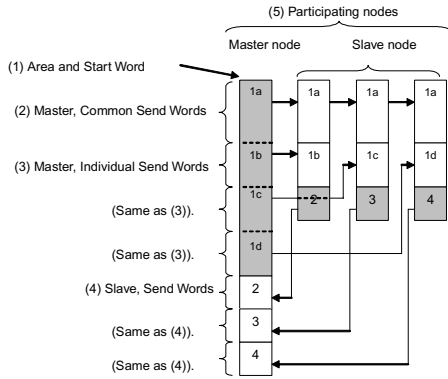 (5) Participating nodes
Master node
Slave node
(1) Area and Start Word
1a
1a
1a
1a
(2) Master, Common Send Words
1b
1b
1c
1d
(3) Master, Individual Send Words
1c
2
3
4
(Same as (3)).
1d
(Same as (3)).
(4) Slave, Send Words
2
(Same as (4)).
3
(Same as (4)).
4